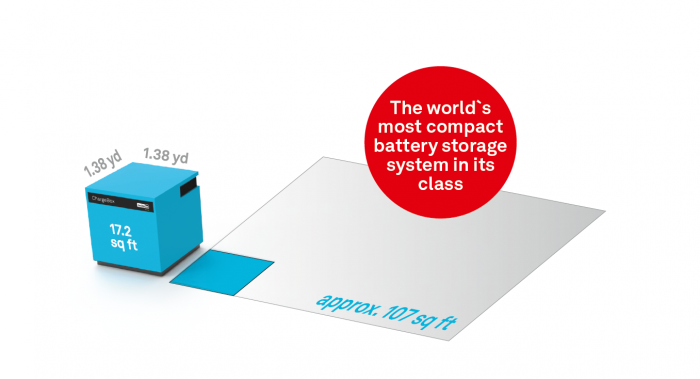 The world`s
most compact
battery storage
system in its
class
1.38 yd
1.38 yd
ChargeBox
17.2
sq ft
approx. 107 sq ft